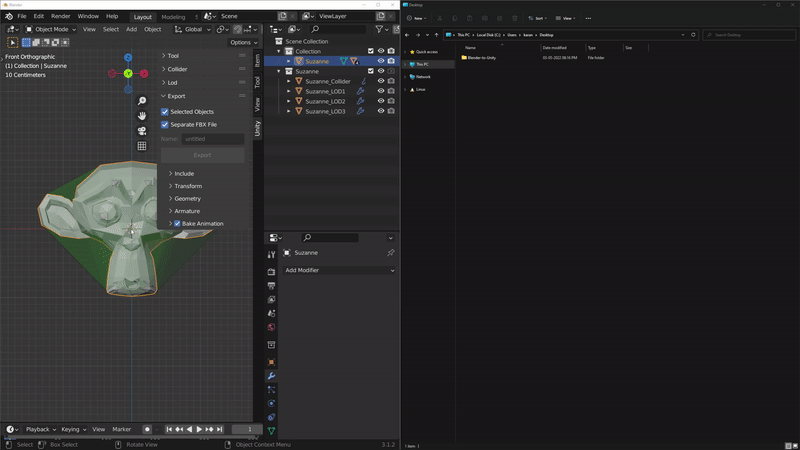 Blender
File Edit Render Window Help Layout Modeling Scene ViewLayer
Object Mode View Select Add Object Global
Options
Front Orthographic
(1) Collection | Suzanne
10 Centimeters
Z
Y
Item
Tool
View
Unity
Tool
Collider
Lod
Export
Selected Objects
Separate FBX File
Name: untitled
Export
Include
Transform
Geometry
Armature
Bake Animation
Scene Collection
Collection
Suzanne
Suzanne
Suzanne_Collider
Suzanne_LOD1
Suzanne_LOD2
Suzanne_LOD3
Suzanne
Add Modifier
Playback Keying View Marker 1
Select Box Select Rotate View Object Context Menu 3.1.2
Desktop
New Sort View
This PC Local Disk (C:) Users karan Desktop Search Desktop
Quick access
This PC
Network
Linux
Name Date modified Type Size
Blender-to-Unity 03-05-2022 08:16 PM File folder
1 item